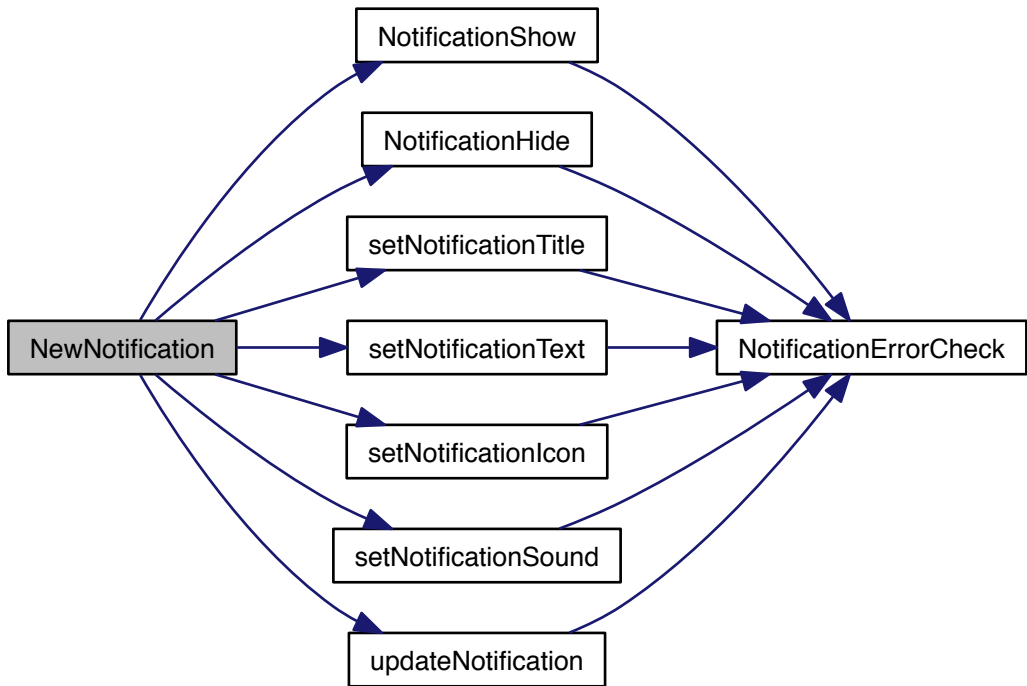 NotificationShow
NotificationHide
setNotificationTitle
NewNotification
setNotificationText
NotificationErrorCheck
setNotificationIcon
setNotificationSound
updateNotification